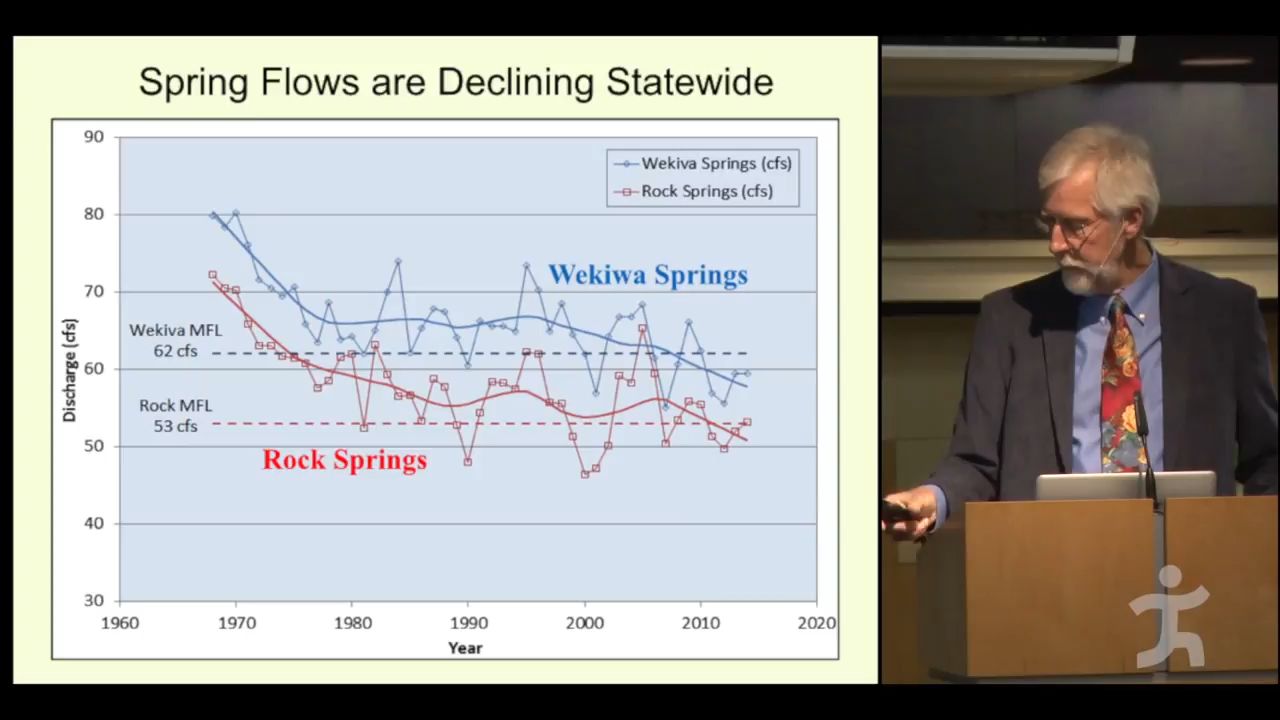 Spring Flows are Declining Statewide
90
80
70
60
50
40
30
Discharge (cfs)
Wekiva Springs (cfs)
Rock Springs (cfs)
Wekiwa Springs
Wekiva MFL
62 cfs
Rock MFL
53 cfs
Rock Springs
1960
1970
1980
1990
2000
2010
2020
Year